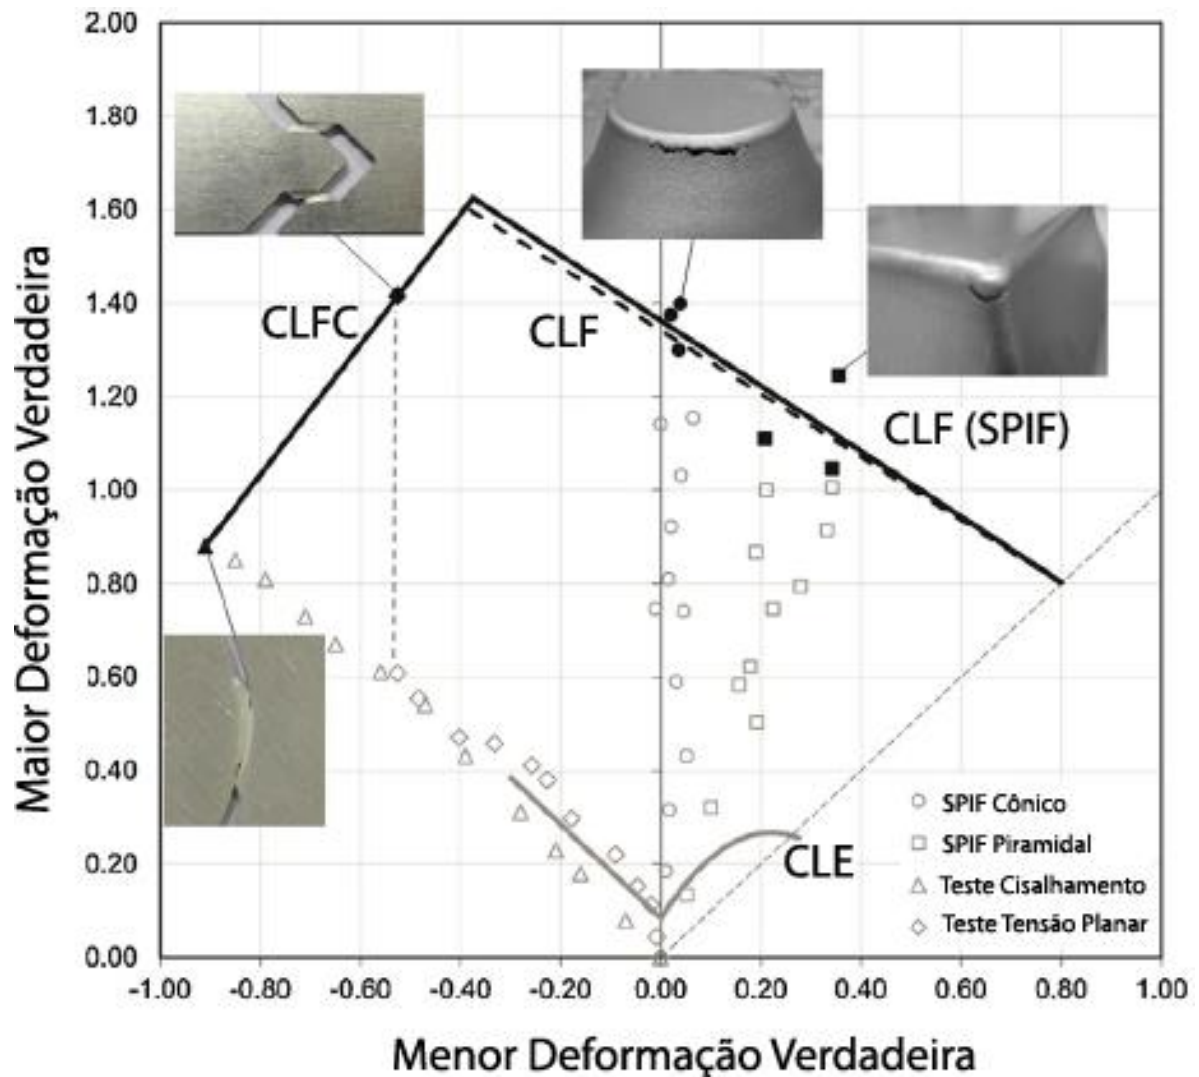 2.00
1.80
1.60
1.40
1.20
1.00
0.80
0.60
0.40
0.20
0.00
-1.00 -0.80 -0.60 -0.40 -0.20 0.00 0.20 0.40 0.60 0.80 1.00
Maior Deformação Verdadeira
Menor Deformação Verdadeira
CLFC
CLF
CLF (SPIF)
CLE
SPIF Cônico
SPIF Piramidal
Teste Cisalhamento
Teste Tensão Planar